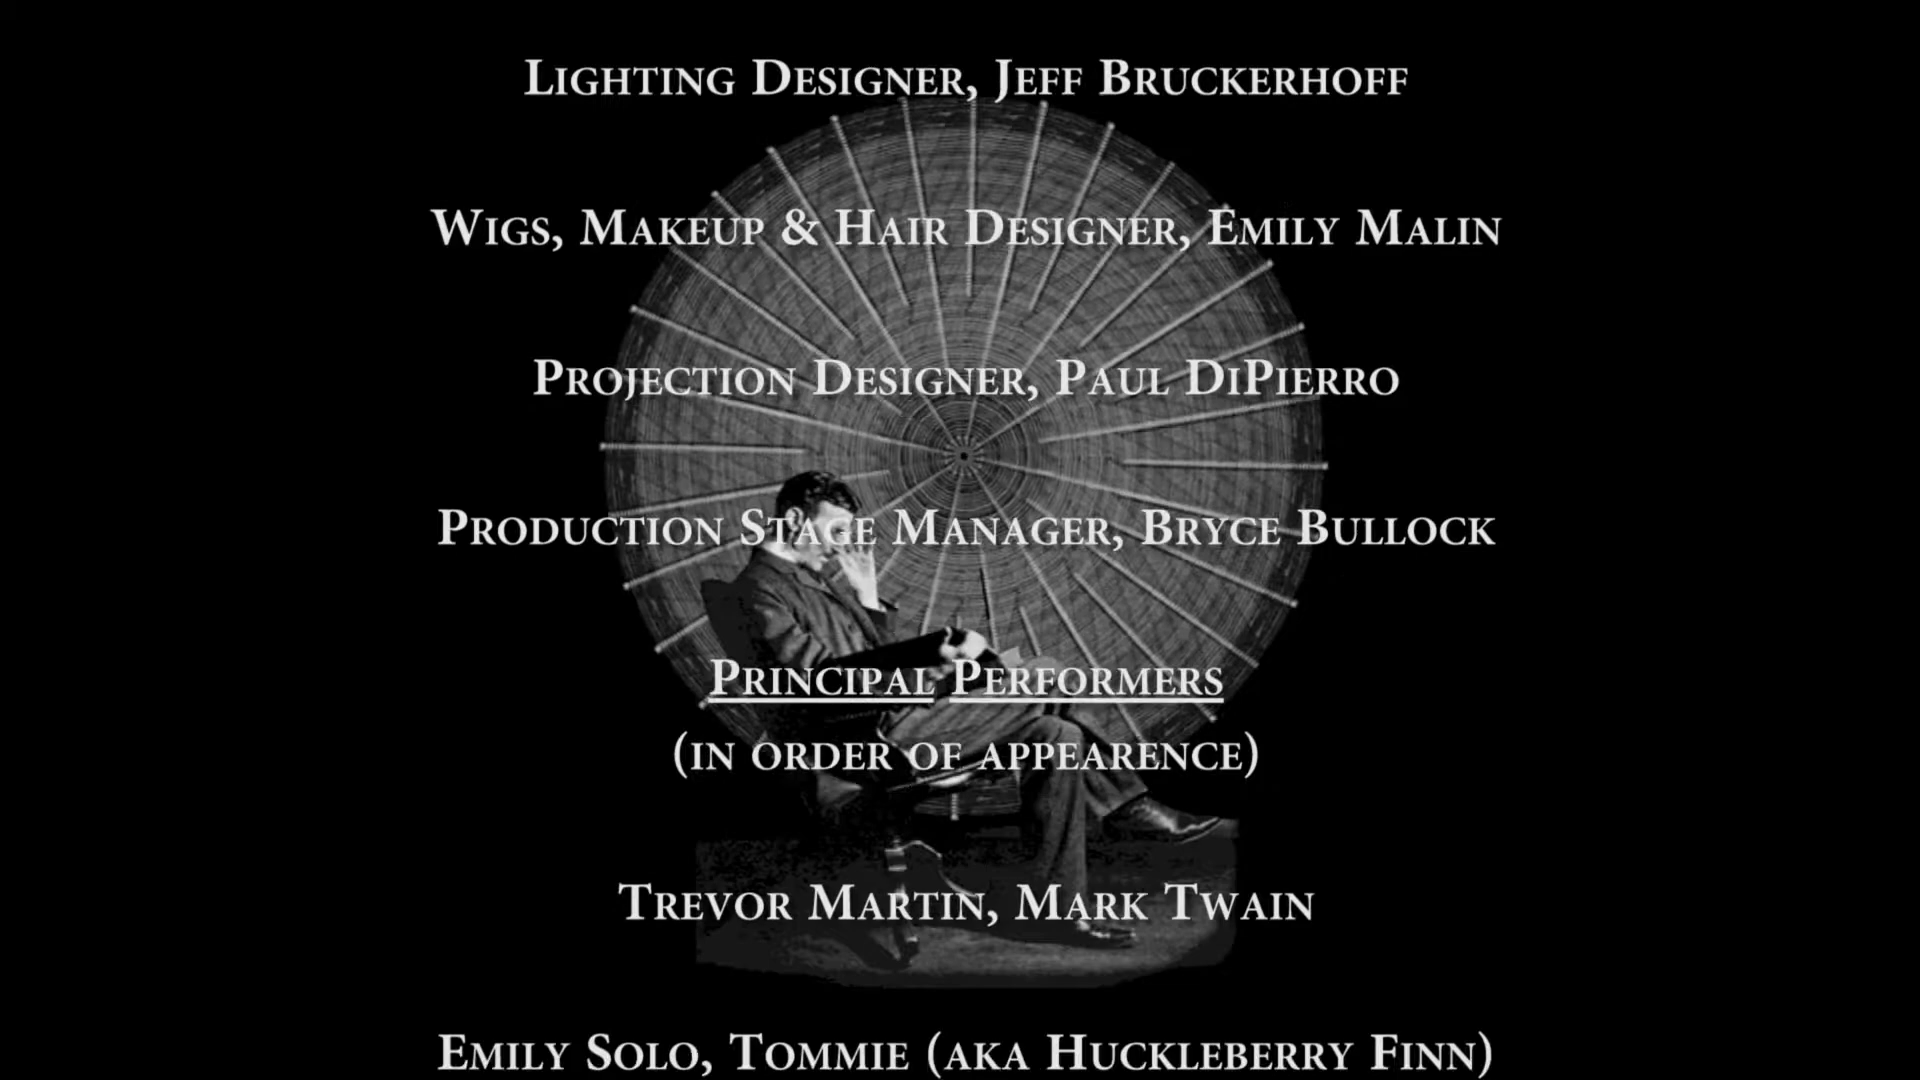 Lighting Designer, Jeff Bruckerhoff
Wigs, Makeup & Hair Designer, Emily Malin
Projection Designer, Paul DiPierro
Production Stage Manager, Bryce Bullock
Principal Performers
(in order of appearence)
Trevor Martin, Mark Twain
Emily Solo, Tommie (aka Huckleberry Finn)